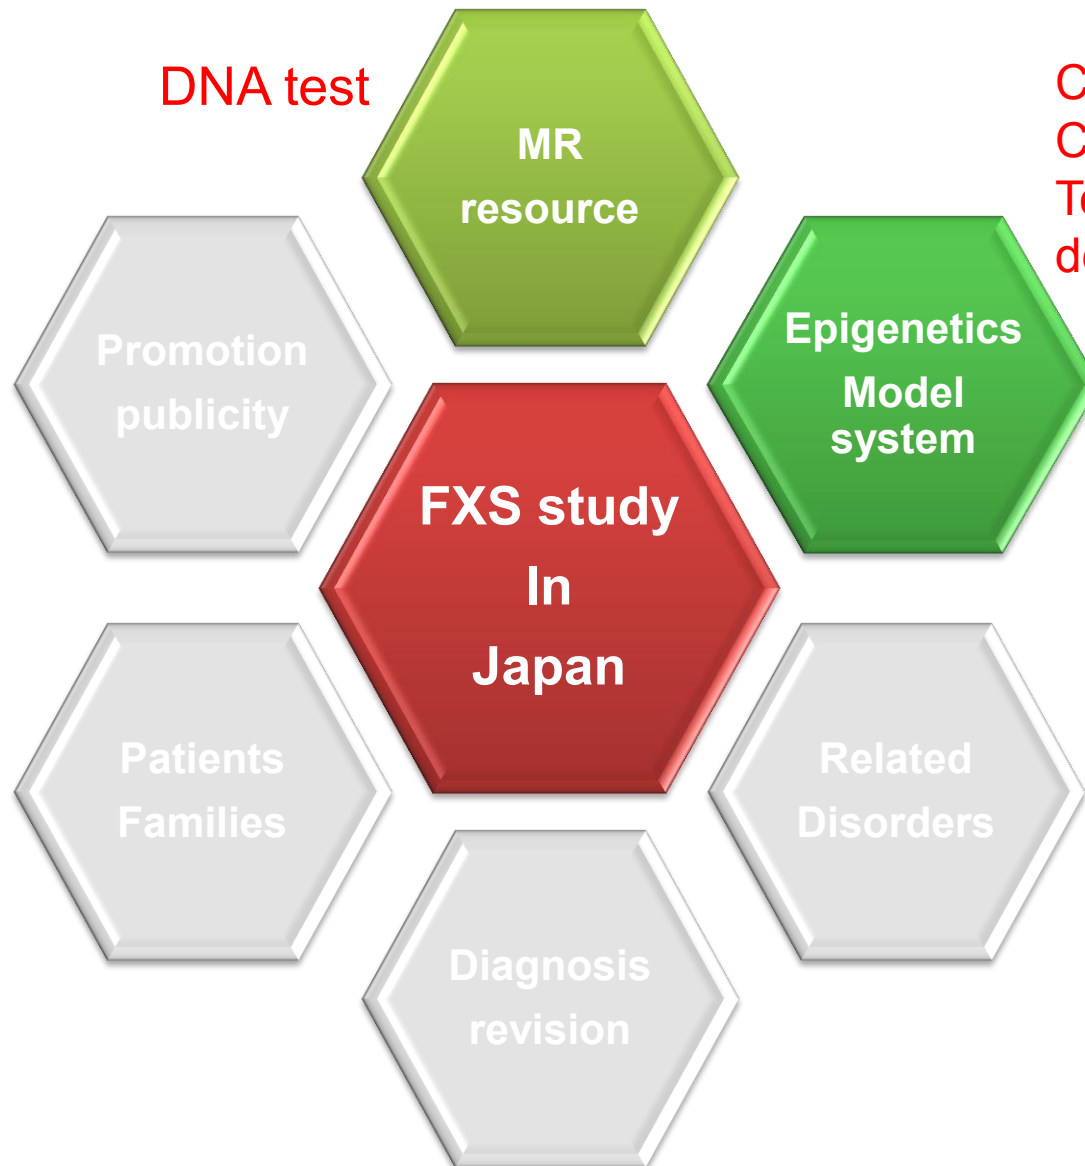 DNA test
MR
resource
Epigenetics
Model
system
Promotion
publicity
FXS study
In
Japan
Patients
Families
Related
Disorders
Diagnosis
revision